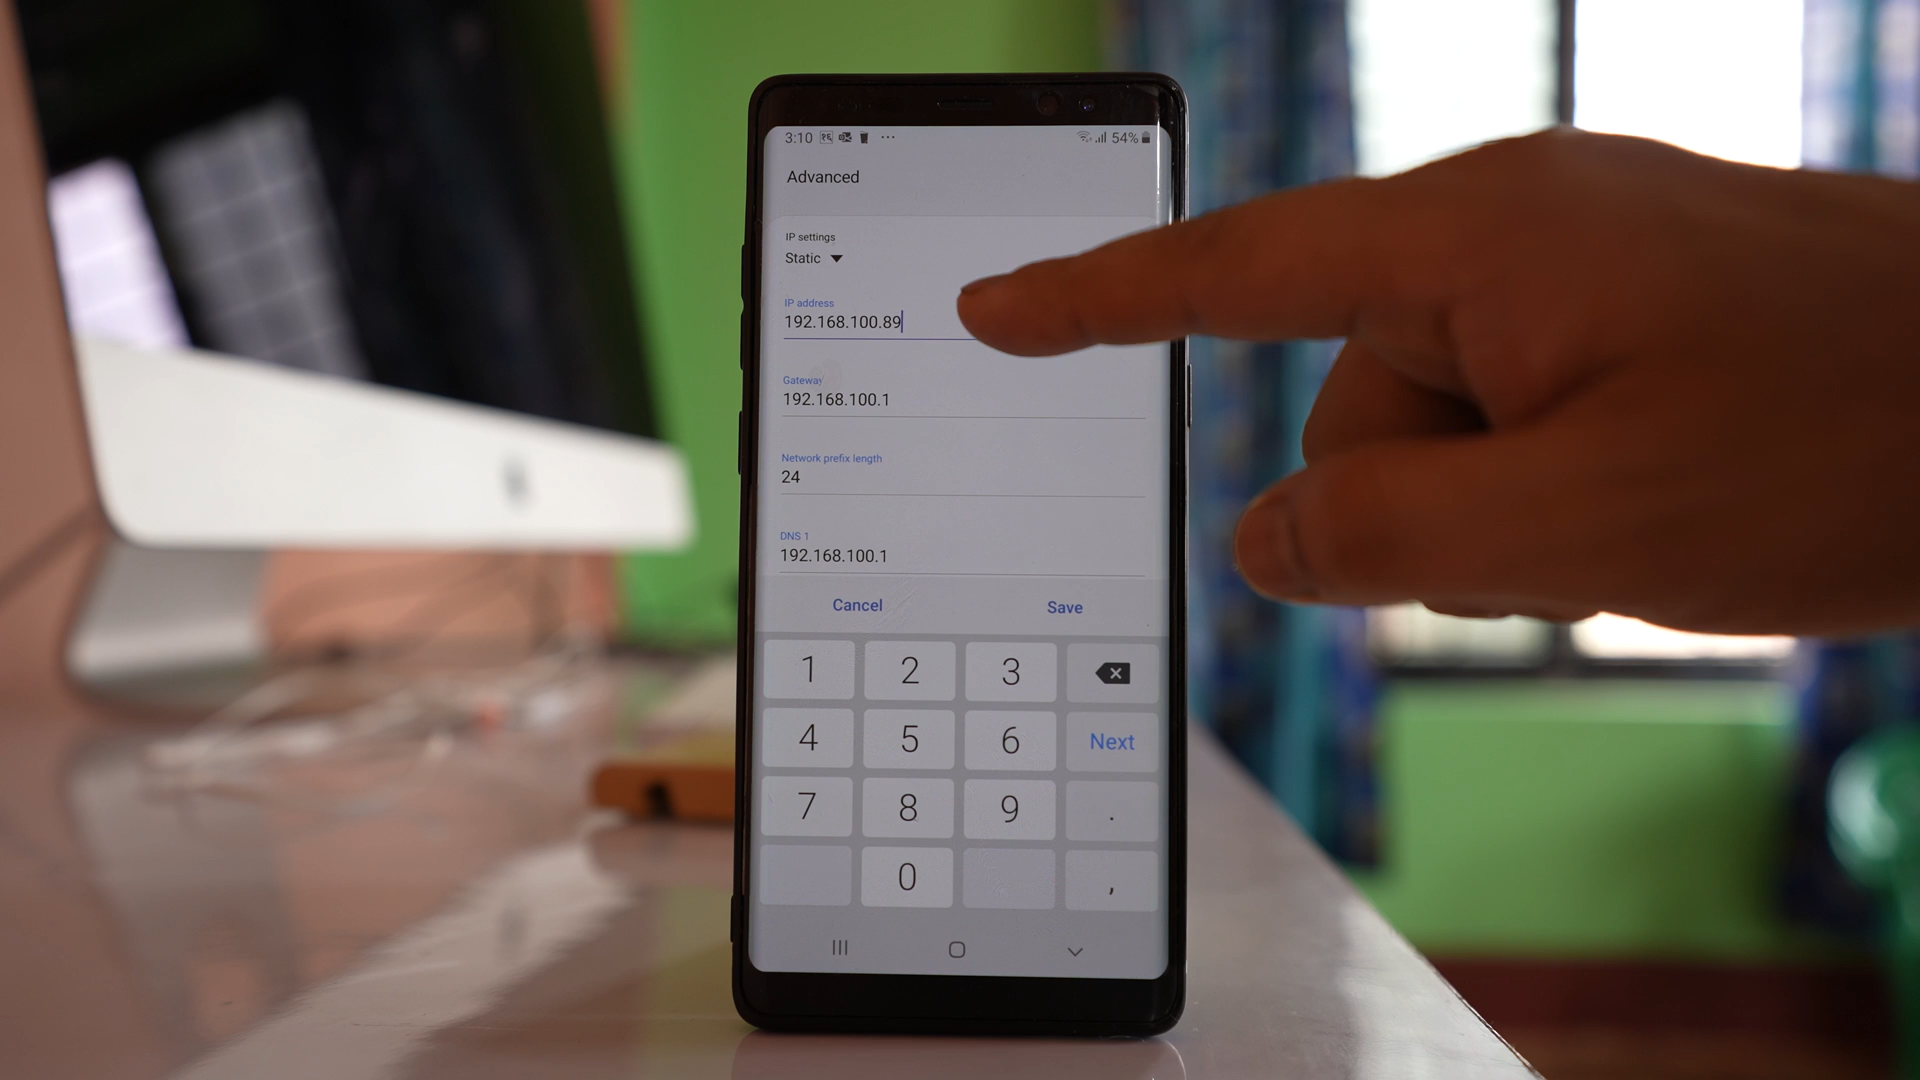 3:10 54%
Advanced
IP settings
Static
IP address
192.168.100.89
Gateway
192.168.100.1
Network prefix length
24
DNS 1
192.168.100.1
Cancel Save
1 2 3
4 5 6 Next
7 8 9 .
0 ,